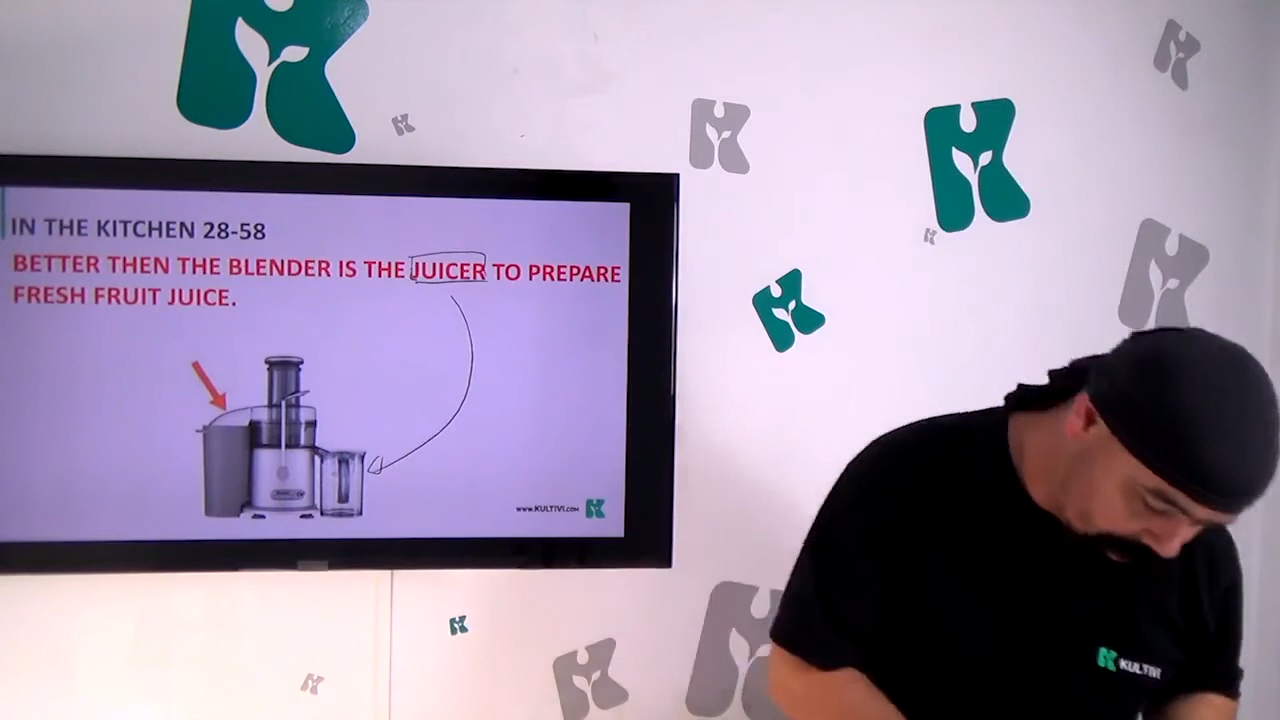 IN THE KITCHEN 28-58
BETTER THEN THE BLENDER IS THE JUICER TO PREPARE
FRESH FRUIT JUICE.
www.KULTIVI.COM
KULTIVI